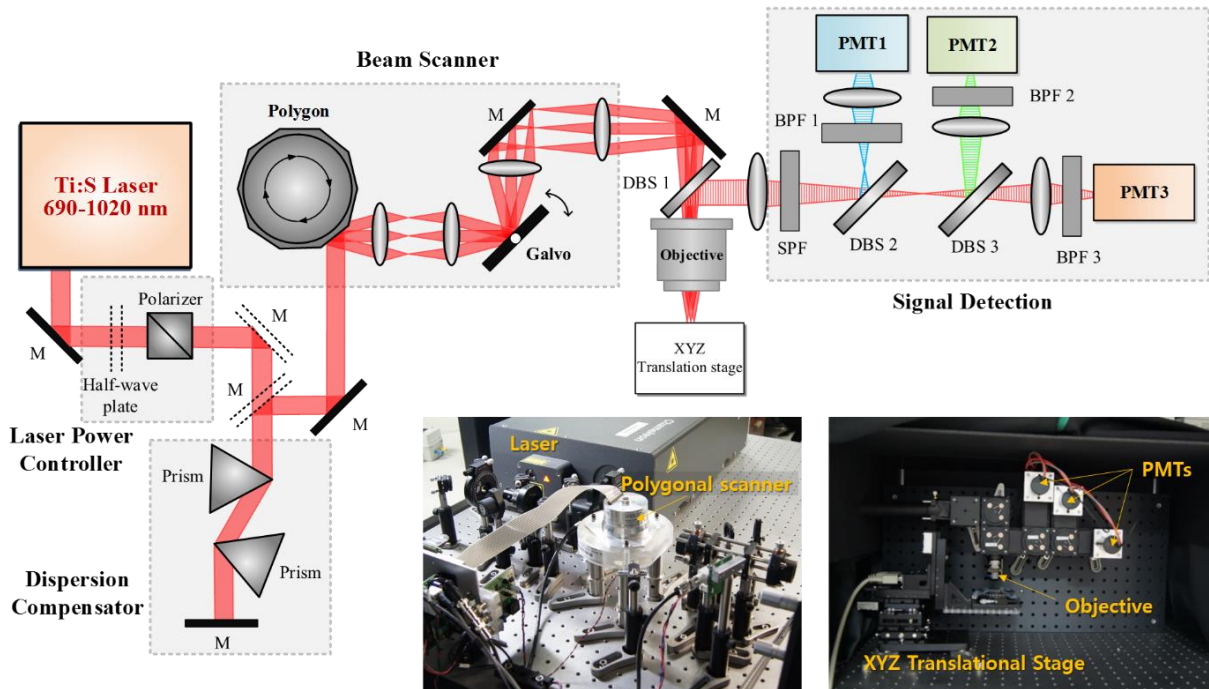 Beam Scanner
Polygon
M
M
Galvo
Ti:S Laser
690-1020 nm
M
Half-wave
plate
Polarizer
M
M
M
Laser Power
Controller
Prism
Prism
M
Dispersion
Compensator
DBS 1
Objective
XYZ
Translation stage
PMT1
PMT2
BPF 1
BPF 2
PMT3
SPF
DBS 2
DBS 3
BPF 3
Signal Detection
Laser
Polygonal scanner
PMTs
Objective
XYZ Translational Stage